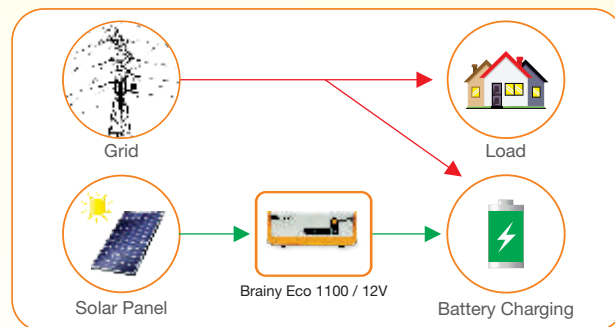 Grid
Load
Solar Panel
Brainy Eco 1100 / 12V
Battery Charging